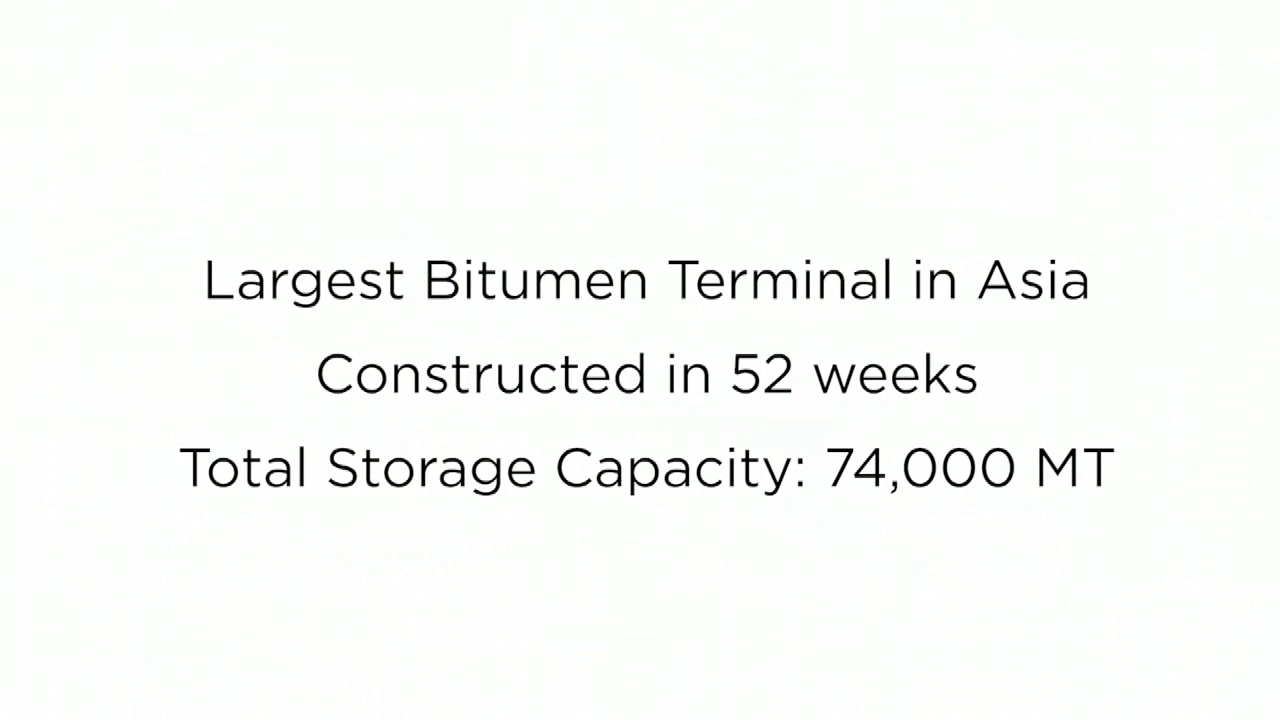 Largest Bitumen Terminal in Asia
Constructed in 52 weeks
Total Storage Capacity: 74,000 MT